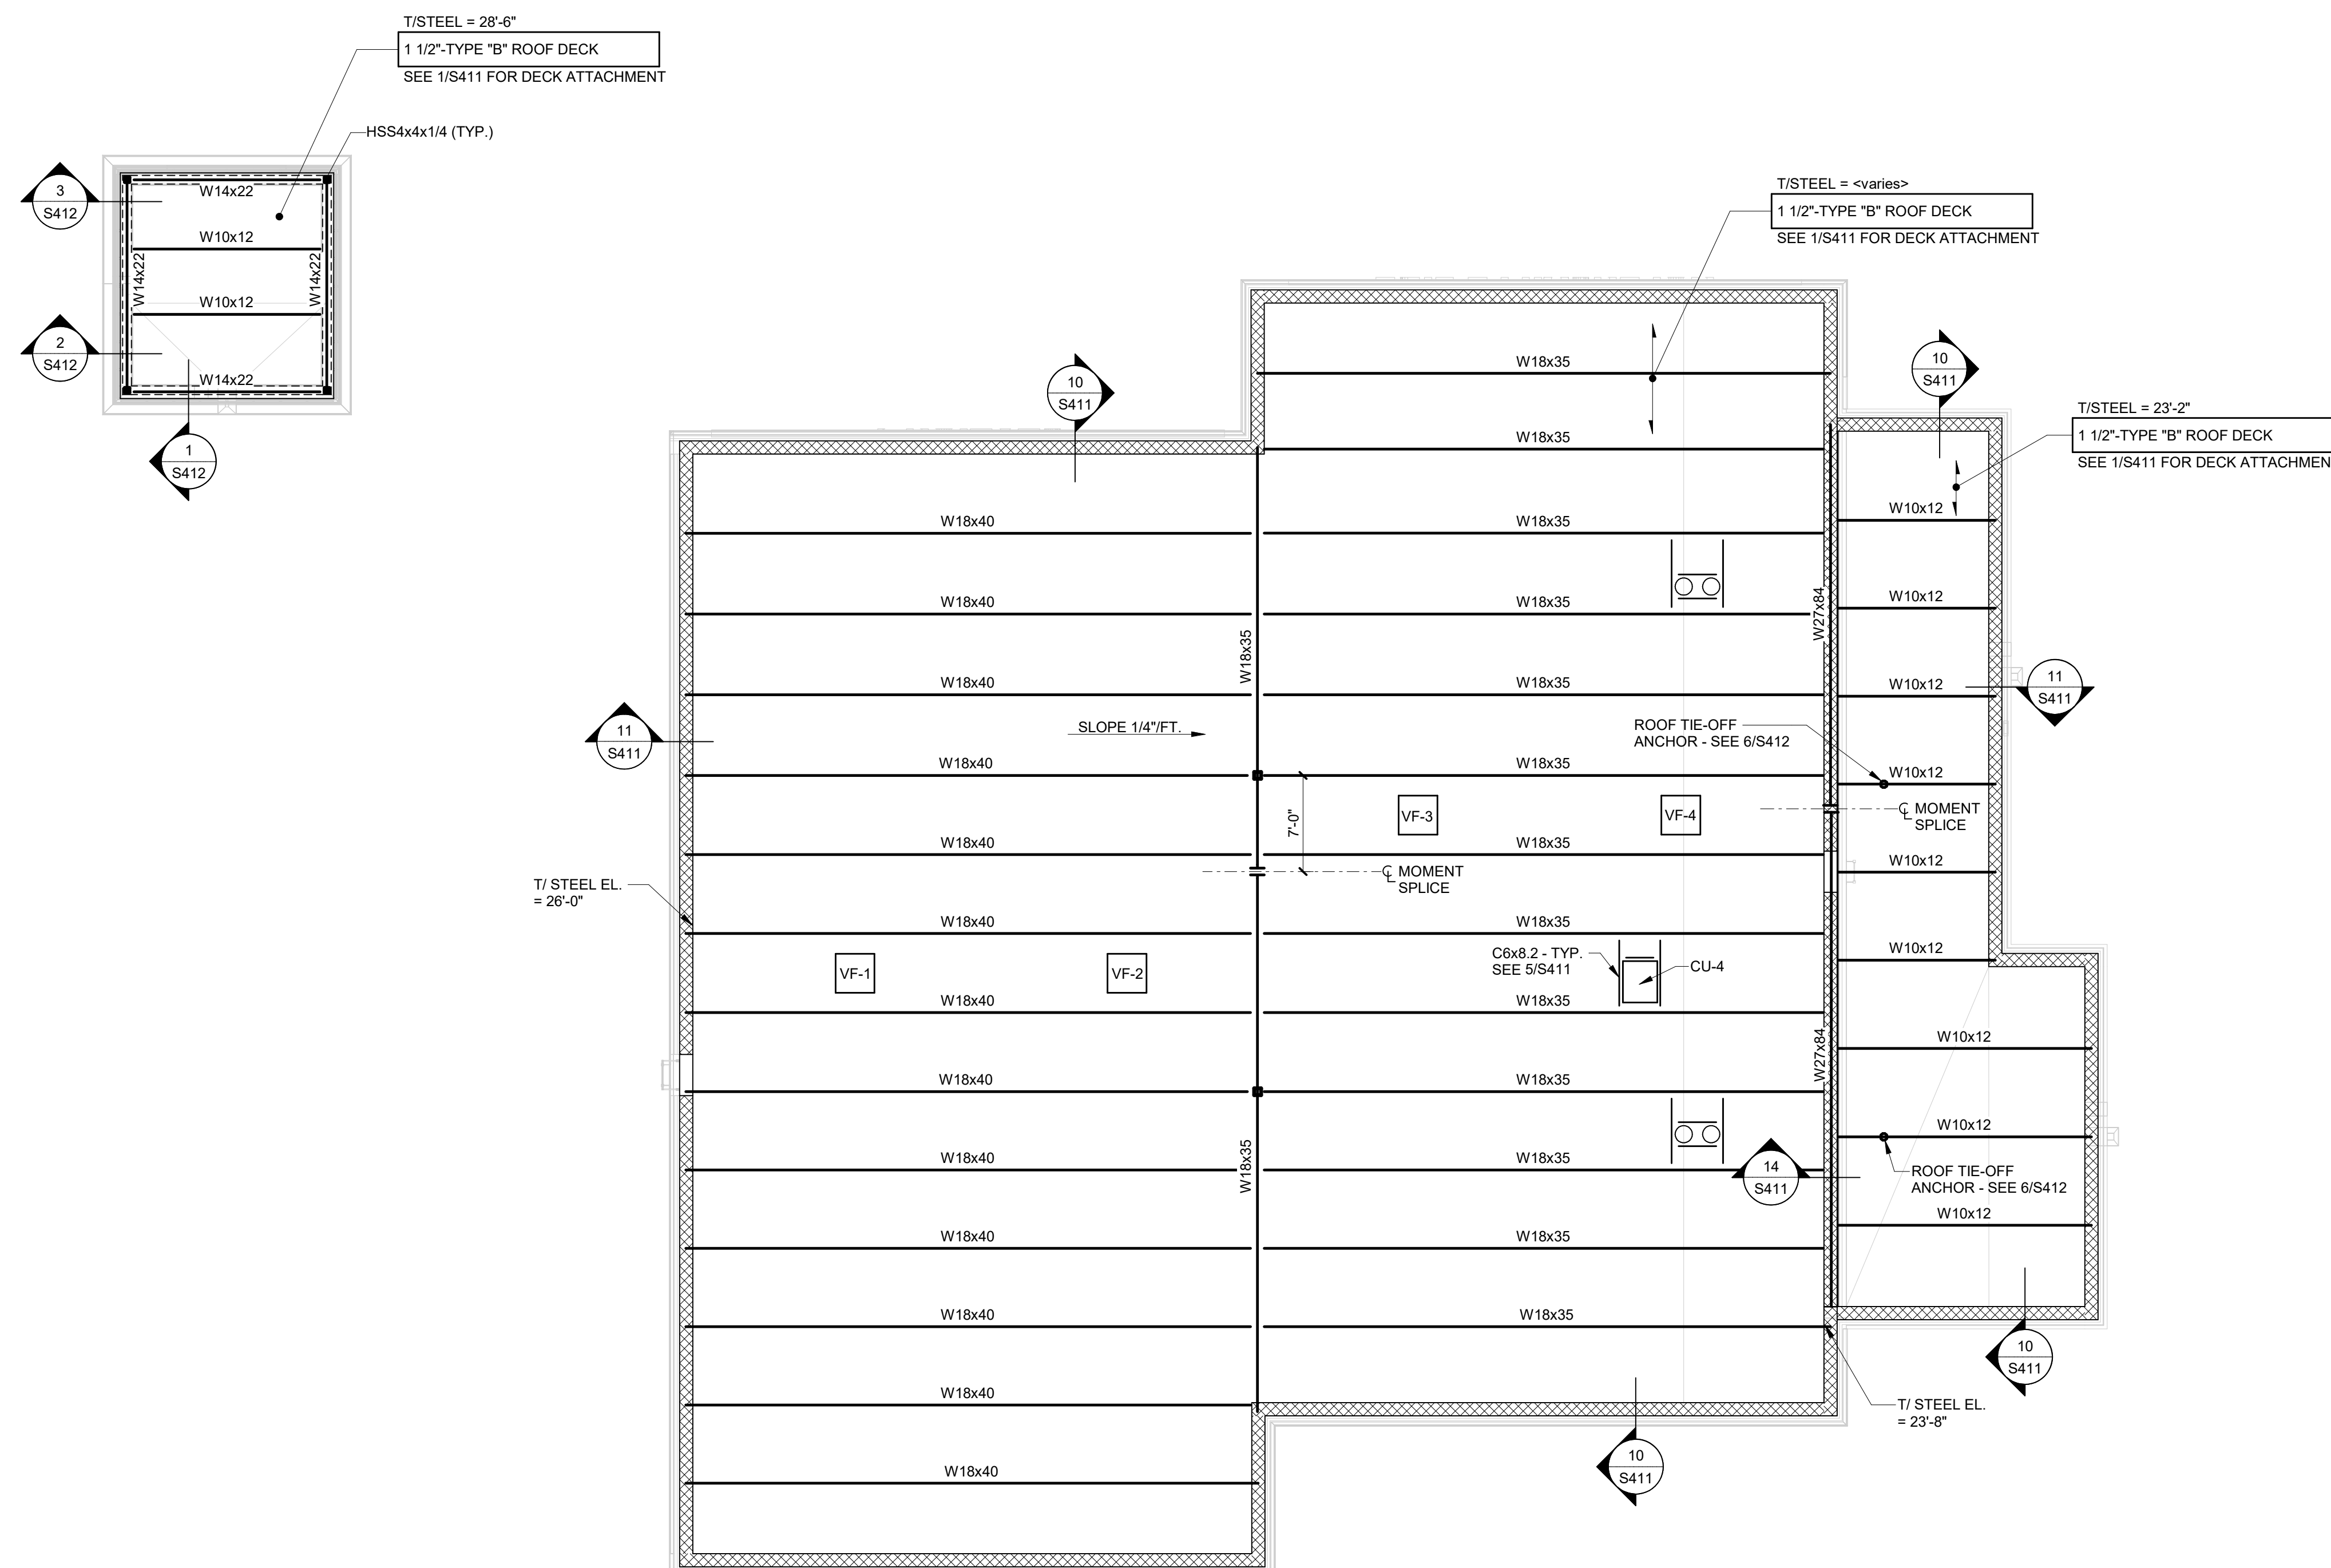 T/STEEL = 28'-6"
1 1/2"-TYPE "B" ROOF DECK
SEE 1/S411 FOR DECK ATTACHMENT
HSS4x4x1/4 (TYP.)
3
S412
W14x22
W10x12
W14x22
W14x22
W10x12
2
S412
W14x22
1
S412
T/STEEL = <varies>
1 1/2"-TYPE "B" ROOF DECK
SEE 1/S411 FOR DECK ATTACHMENT
10
S411
10
S411
T/STEEL = 23'-2"
1 1/2"-TYPE "B" ROOF DECK
SEE 1/S411 FOR DECK ATTACHMEN
W18x35
W18x35
W18x40
W18x35
W10x12
W18x40
W18x35
W27x84
W10x12
W18x35
W18x40
W18x35
W10x12
11
S411
11
S411
SLOPE 1/4"/FT.
ROOF TIE-OFF
ANCHOR - SEE 6/S412
W18x40
W18x35
W10x12
7'-0"
VF-3
VF-4
℄ MOMENT
SPLICE
W18x40
W18x35
W10x12
℄ MOMENT
SPLICE
T/ STEEL EL.
= 26'-0"
W18x40
W18x35
W10x12
VF-1
VF-2
C6x8.2 - TYP.
SEE 5/S411
CU-4
W18x40
W18x35
W27x84
W10x12
W18x40
W18x35
W10x12
W18x40
W18x35
W18x35
14
S411
ROOF TIE-OFF
ANCHOR - SEE 6/S412
W10x12
W18x40
W18x35
W18x40
W18x35
10
S411
W18x40
T/ STEEL EL.
= 23'-8"
10
S411
W18x40